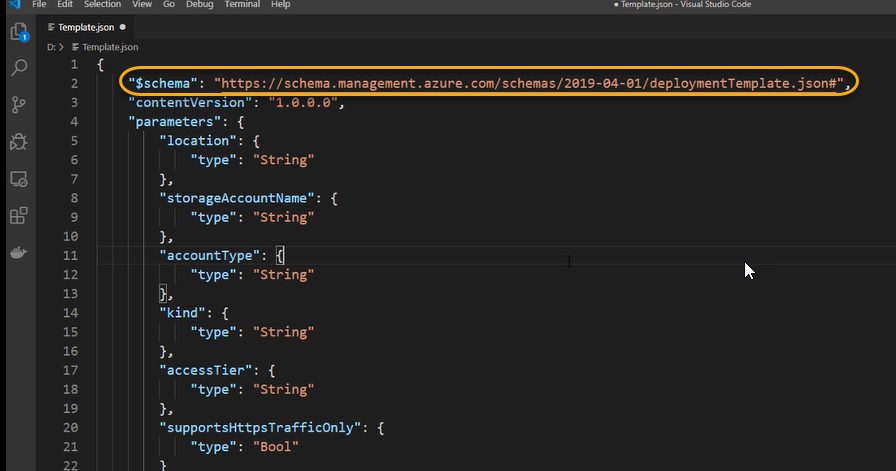 File Edit Selection View Go Debug Terminal Help ● Template.json - Visual Studio Code
Template.json ●
D: > Template.json
1 {
2 "$schema": "https://schema.management.azure.com/schemas/2019-04-01/deploymentTemplate.json#",
3 "contentVersion": "1.0.0.0",
4 "parameters": {
5 "location": {
6 "type": "String"
7 },
8 "storageAccountName": {
9 "type": "String"
10 },
11 "accountType": {
12 "type": "String"
13 },
14 "kind": {
15 "type": "String"
16 },
17 "accessTier": {
18 "type": "String"
19 },
20 "supportsHttpsTrafficOnly": {
21 "type": "Bool"
22 }
1